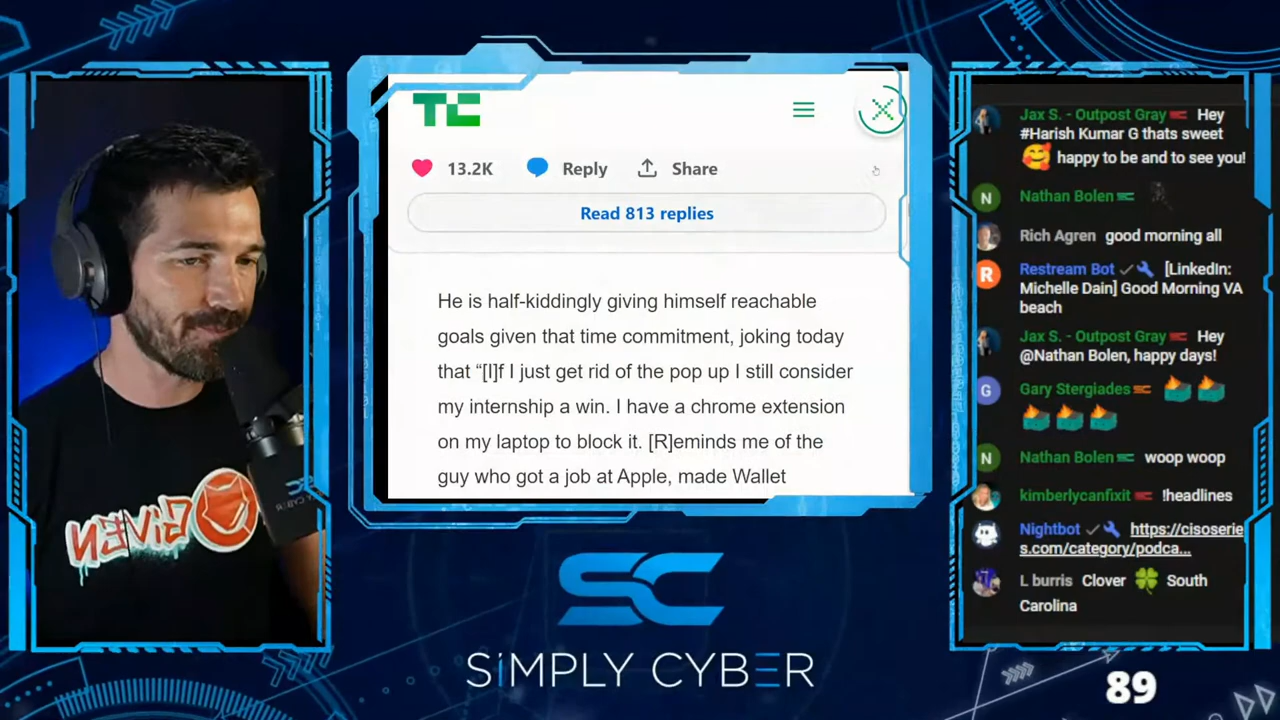 TC
13.2K Reply Share
Read 813 replies
He is half-kiddingly giving himself reachable
goals given that time commitment, joking today
that “[I]f I just get rid of the pop up I still consider
my internship a win. I have a chrome extension
on my laptop to block it. [R]eminds me of the
guy who got a job at Apple, made Wallet
GiVEN
SC
SiMPLY CYBER
Jax S. - Outpost Gray Hey
#Harish Kumar G thats sweet
happy to be and to see you!
N Nathan Bolen
Rich Agren good morning all
R Restream Bot [LinkedIn:
Michelle Dain] Good Morning VA
beach
Jax S. - Outpost Gray Hey
@Nathan Bolen, happy days!
G Gary Stergiades
N Nathan Bolen woop woop
kimberlycanfixit !headlines
Nightbot https://cisoserie
s.com/category/podca...
L burris Clover South
Carolina
89